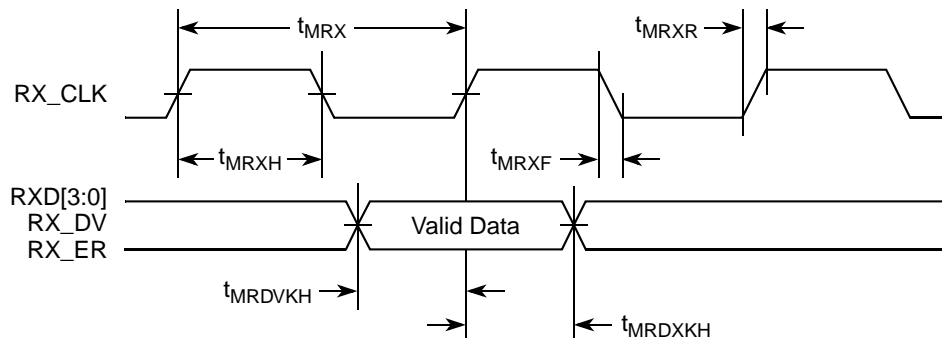 tMRX
tMRXR
RX_CLK
tMRXH
tMRXF
RXD[3:0]
RX_DV
Valid Data
RX_ER
tMRDVKH
tMRDXKH